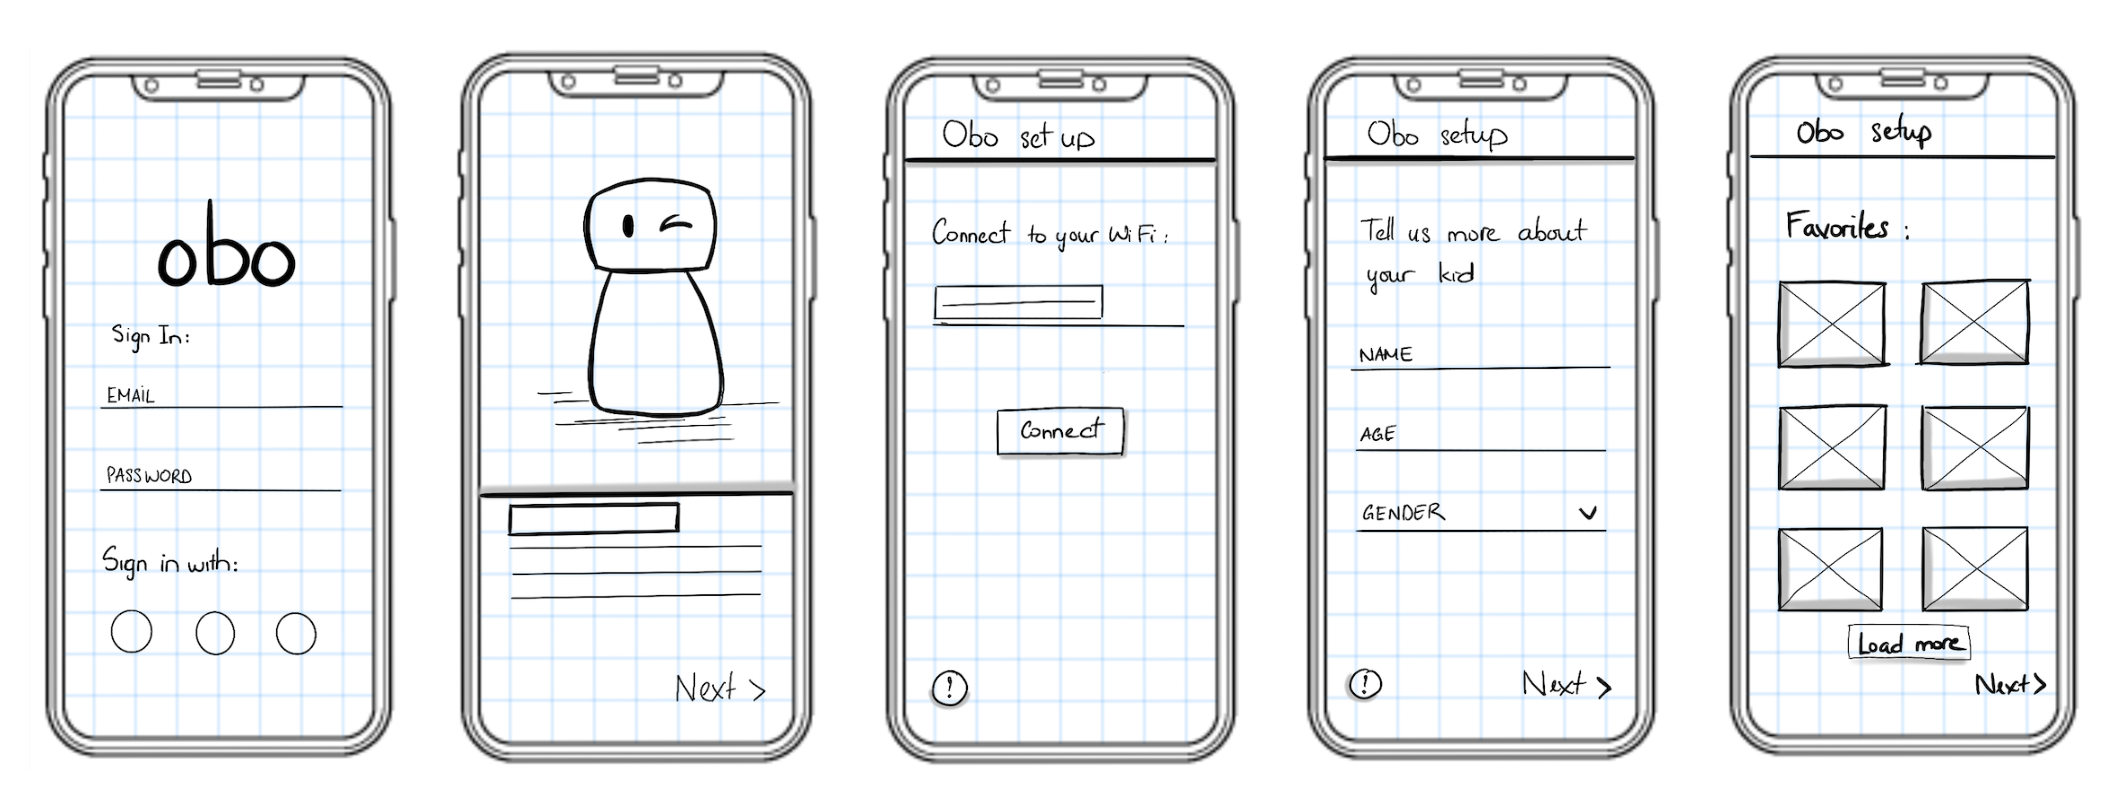 obo
Sign In:
EMAiL
PASSWORD
Sign in with:
Next >
Obo set up
Connect to your WiFi:
Connect
!
Obo setup
Tell us more about
your kid
NAME
AGE
GENDER
!
Next >
Obo setup
Favorites :
Load more
Next >